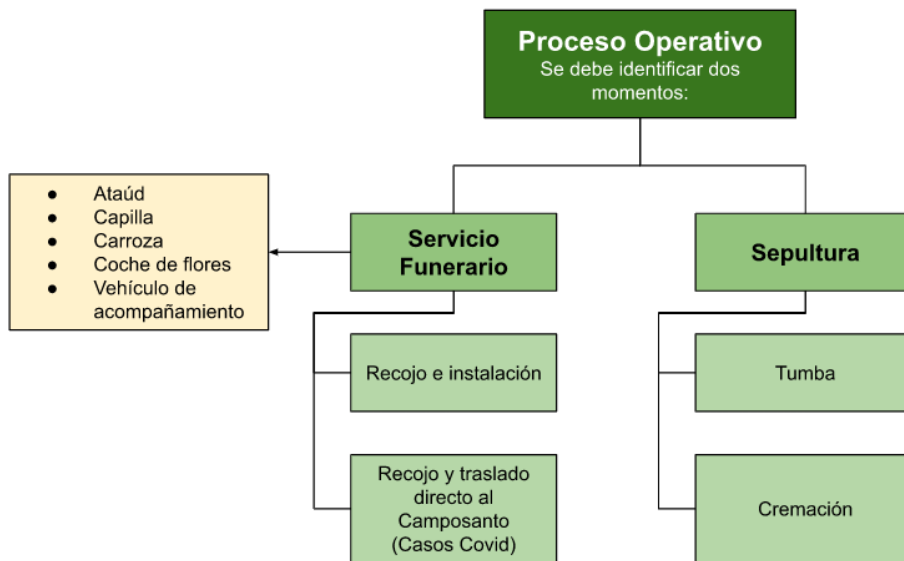 Proceso Operativo
Se debe identificar dos
momentos:
● Ataúd
● Capilla
● Carroza
● Coche de flores
● Vehículo de
acompañamiento
Servicio
Funerario
Sepultura
Recojo e instalación
Tumba
Recojo y traslado
directo al
Camposanto
(Casos Covid)
Cremación